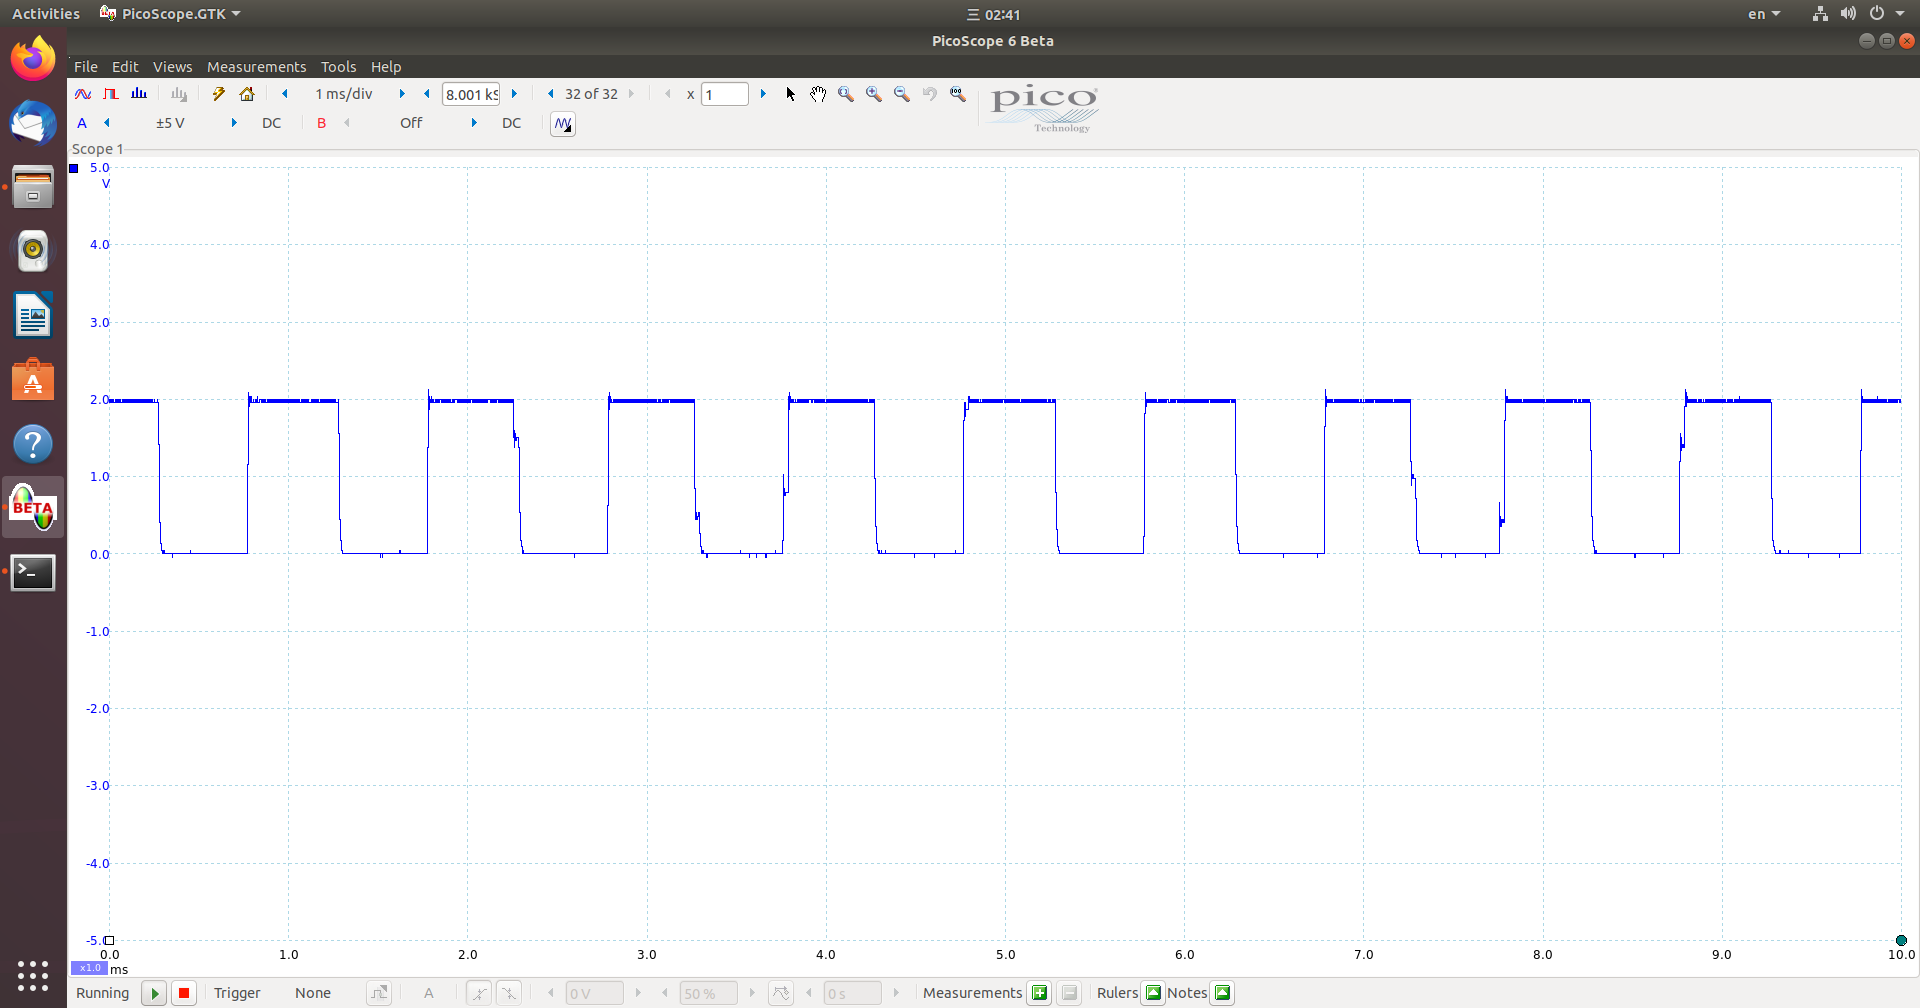 Activities PicoScope.GTK 三 02:41 en
PicoScope 6 Beta
File Edit Views Measurements Tools Help
1 ms/div 8.001 kS 32 of 32 x 1
pico
Technology
A ±5 V DC B Off DC
Scope 1
5.0
V
4.0
3.0
2.0
1.0
0.0
-1.0
-2.0
-3.0
-4.0
-5.0
0.0 1.0 2.0 3.0 4.0 5.0 6.0 7.0 8.0 9.0 10.0
x1.0 ms
BETA
Running Trigger None A 0 V 50 % 0 s Measurements Rulers Notes